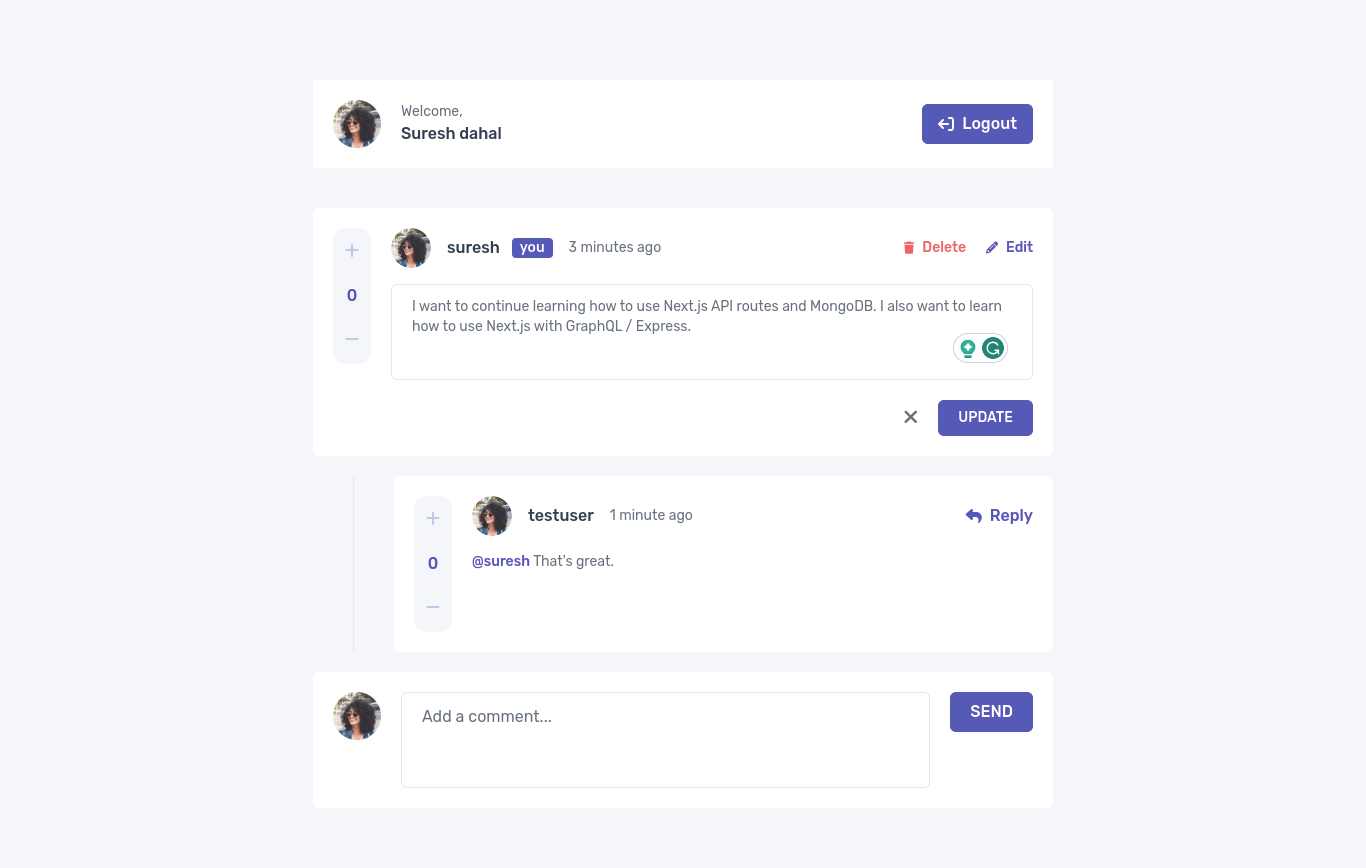 Welcome,
Suresh dahal
Logout
+
0
−
suresh you 3 minutes ago Delete Edit
I want to continue learning how to use Next.js API routes and MongoDB. I also want to learn
how to use Next.js with GraphQL / Express.
UPDATE
+
0
−
testuser 1 minute ago Reply
@suresh That's great.
Add a comment...
SEND